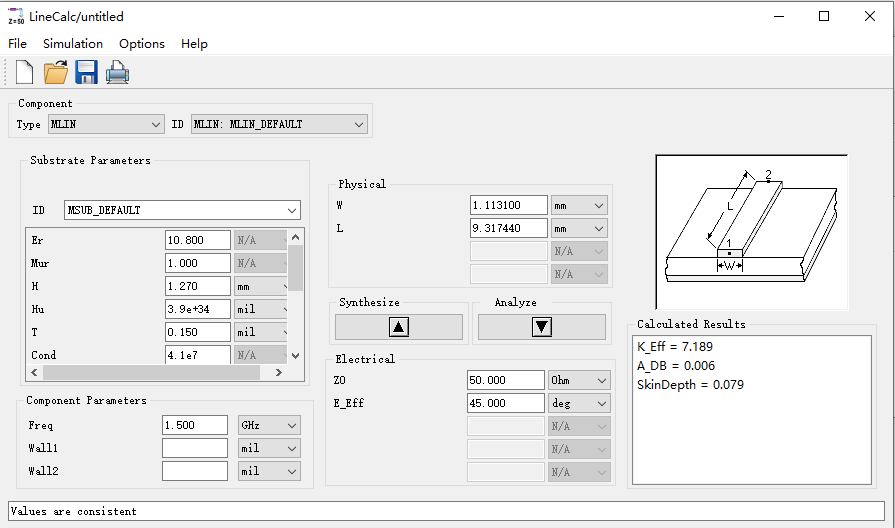 Z=50 LineCalc/untitled
File Simulation Options Help
Component
Type MLIN ID MLIN: MLIN_DEFAULT
Substrate Parameters
ID MSUB_DEFAULT
Er 10.800 N/A
Mur 1.000 N/A
H 1.270 mm
Hu 3.9e+34 mil
T 0.150 mm
Cond 4.1e7 N/A
Component Parameters
Freq 1.500 GHz
Wall1 mil
Wall2 mil
Physical
W 1.113100 mm
L 9.317440 mm
N/A
N/A
Synthesize Analyze
Electrical
Z0 50.000 Ohm
E_Eff 45.000 deg
N/A
N/A
N/A
2
L
1
W
Calculated Results
K_Eff = 7.189
A_DB = 0.006
SkinDepth = 0.079
Values are consistent